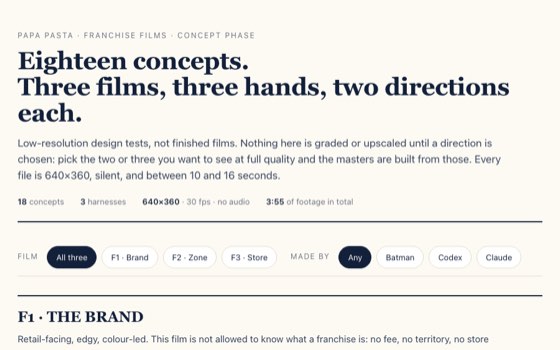 PAPA PASTA · FRANCHISE FILMS · CONCEPT PHASE
Eighteen concepts.
Three films, three hands, two directions
each.
Low-resolution design tests, not finished films. Nothing here is graded or upscaled until a direction is
chosen: pick the two or three you want to see at full quality and the masters are built from those. Every
file is 640×360, silent, and between 10 and 16 seconds.
18 concepts 3 harnesses 640×360 · 30 fps · no audio 3:55 of footage in total
FILM All three F1 · Brand F2 · Zone F3 · Store MADE BY Any Batman Codex Claude
F1 · THE BRAND
Retail-facing, edgy, colour-led. This film is not allowed to know what a franchise is: no fee, no territory, no store